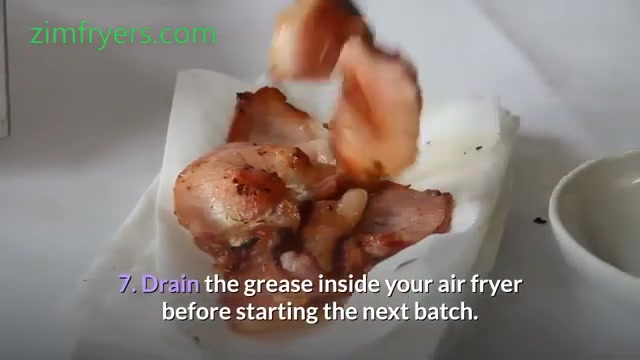 zimfryers.com
7. Drain the grease inside your air fryer
before starting the next batch.